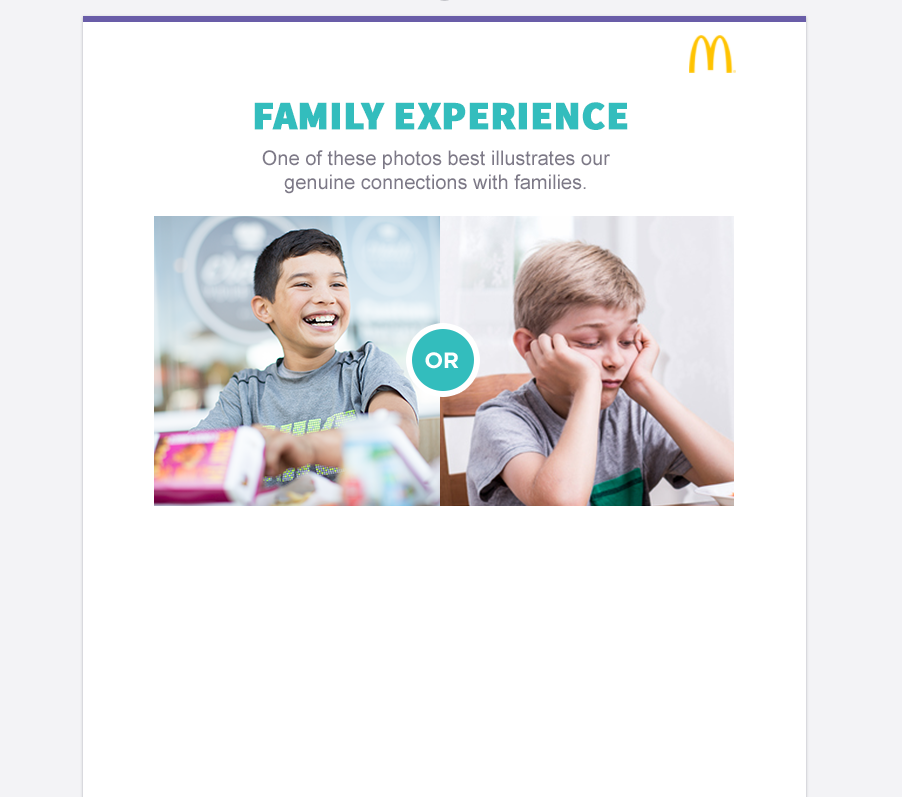 FAMILY EXPERIENCE
One of these photos best illustrates our
genuine connections with families.
OR